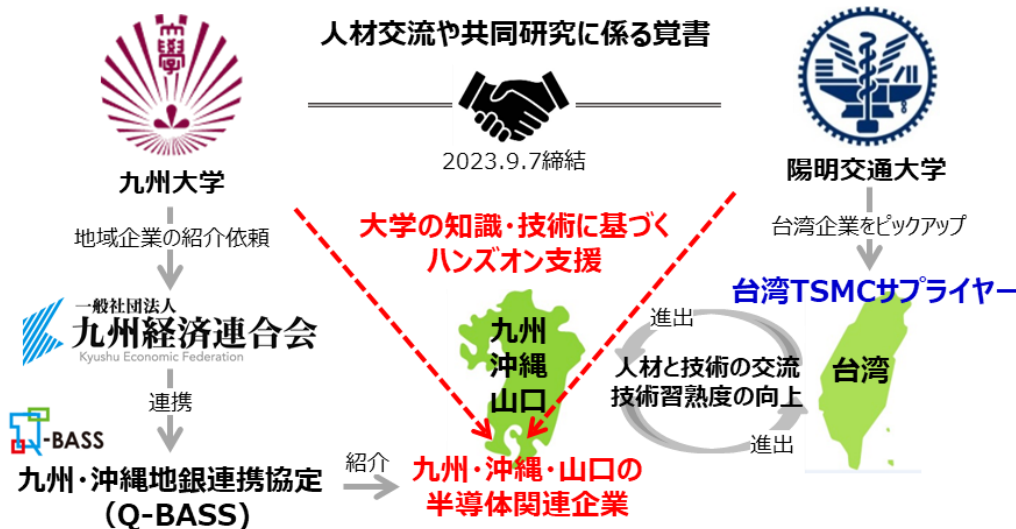 大學
人材交流や共同研究に係る覚書
2023.9.7締結
九州大学
陽明交通大学
地域企業の紹介依頼
大学の知識・技術に基づく
ハンズオン支援
台湾企業をピックアップ
一般社団法人
九州経済連合会
Kyushu Economic Federation
台湾TSMCサプライヤー
九州
沖縄
山口
進出
人材と技術の交流
技術習熟度の向上
進出
台湾
連携
Q-BASS
九州・沖縄地銀連携協定
(Q-BASS)
紹介
九州・沖縄・山口の
半導体関連企業